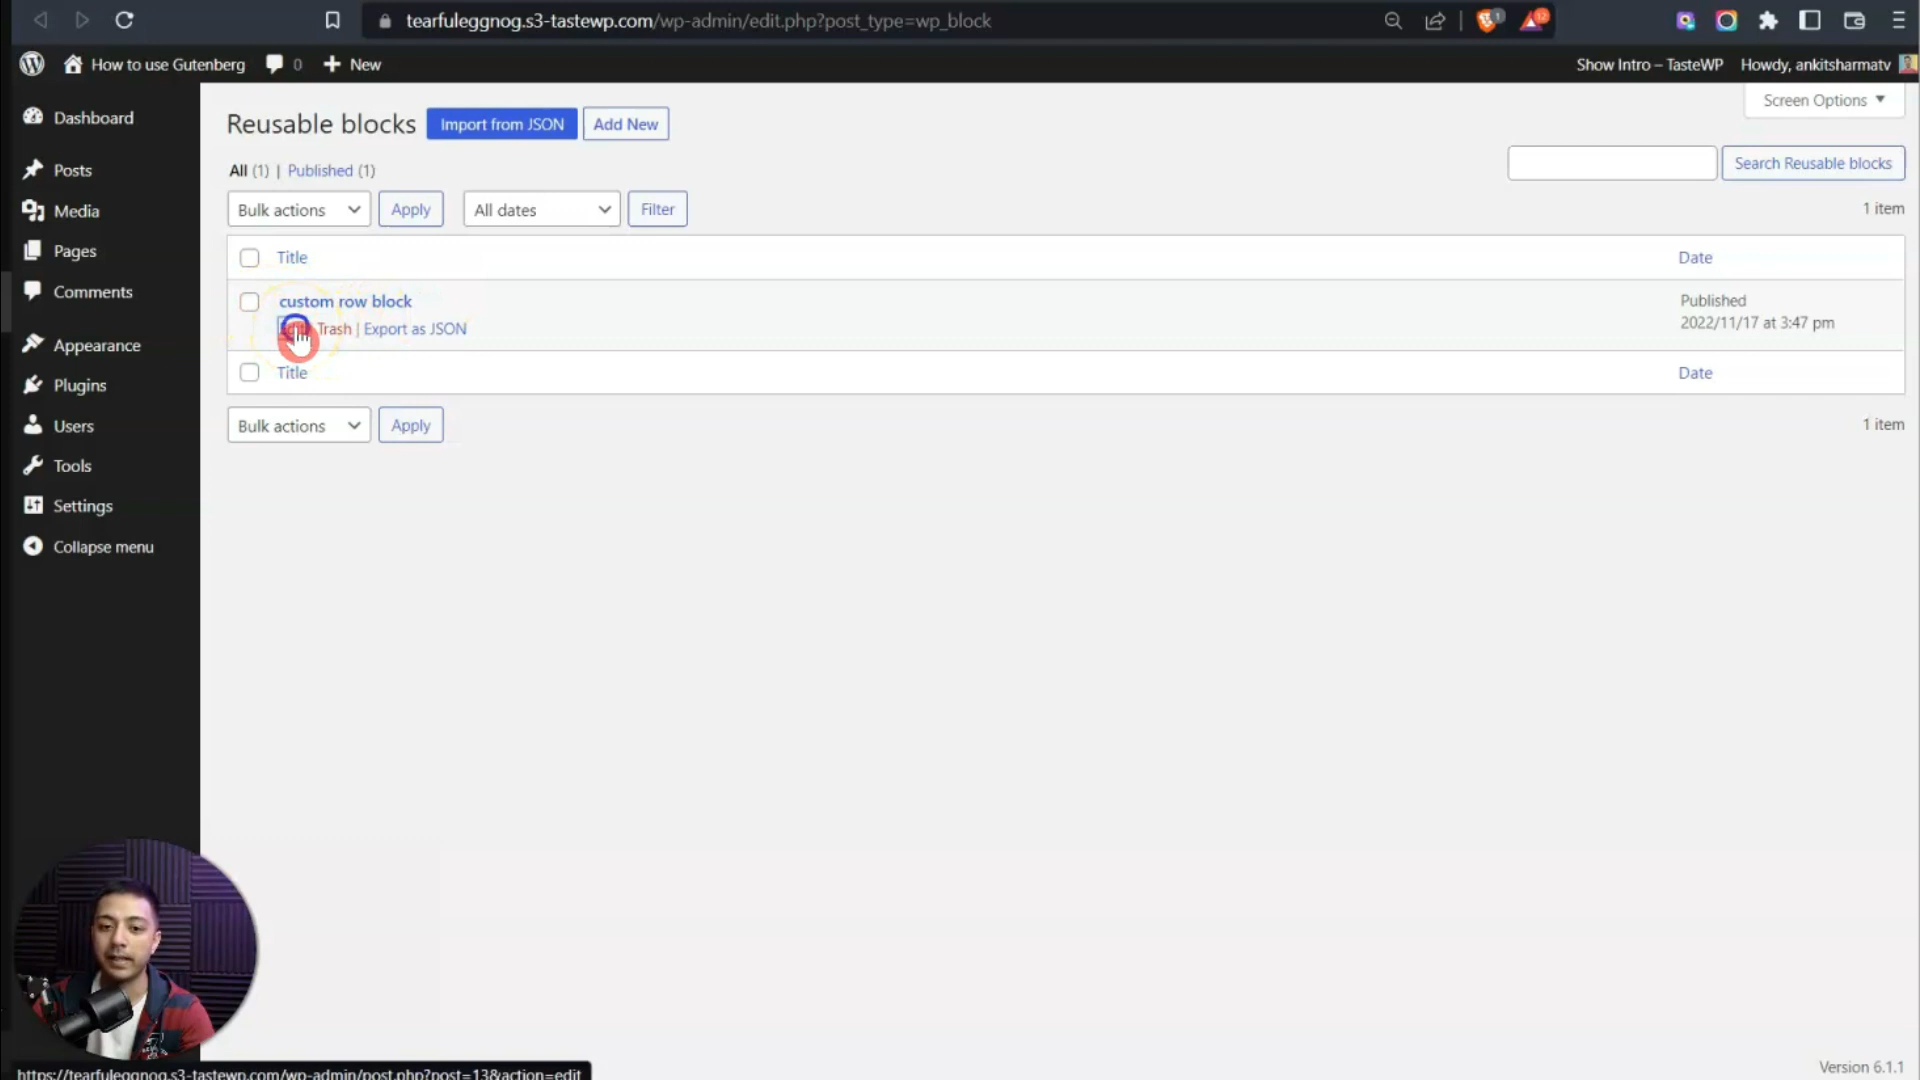 tearfuleggnog.s3-tastewp.com/wp-admin/edit.php?post_type=wp_block
1
12
How to use Gutenberg
0
New
Show Intro – TasteWP
Howdy, ankitsharmatv
Dashboard
Posts
Media
Pages
Comments
Appearance
Plugins
Users
Tools
Settings
Collapse menu
Screen Options
Reusable blocks
Import from JSON
Add New
All (1) | Published (1)
Search Reusable blocks
Bulk actions
Apply
All dates
Filter
1 item
Title
Date
custom row block
Trash | Export as JSON
Published
2022/11/17 at 3:47 pm
Title
Date
Bulk actions
Apply
1 item
Version 6.1.1
https://tearfuleggnog.s3-tastewp.com/wp-admin/post.php?post=13&action=edit